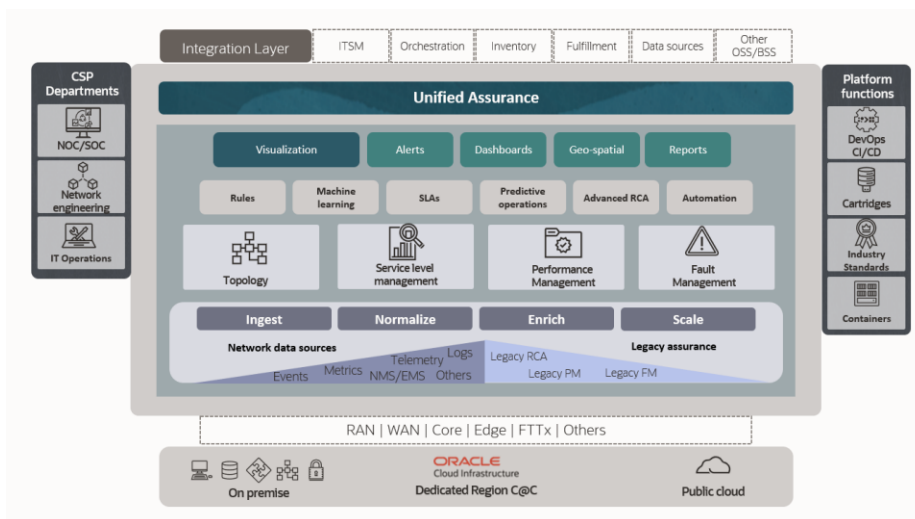 Integration Layer
ITSM
Orchestration
Inventory
Fulfillment
Data sources
Other
OSS/BSS
CSP
Departments
NOC/SOC
Network
engineering
IT Operations
Unified Assurance
Visualization
Alerts
Dashboards
Geo-spatial
Reports
Rules
Machine
learning
SLAs
Predictive
operations
Advanced RCA
Automation
Topology
Service level
management
Performance
Management
Fault
Management
Ingest
Normalize
Enrich
Scale
Network data sources
Events
Metrics
Telemetry
Logs
NMS/EMS
Others
Legacy assurance
Legacy RCA
Legacy PM
Legacy FM
Platform
functions
DevOps
CI/CD
Cartridges
Industry
Standards
Containers
RAN | WAN | Core | Edge | FTTx | Others
On premise
ORACLE
Cloud Infrastructure
Dedicated Region C@C
Public cloud